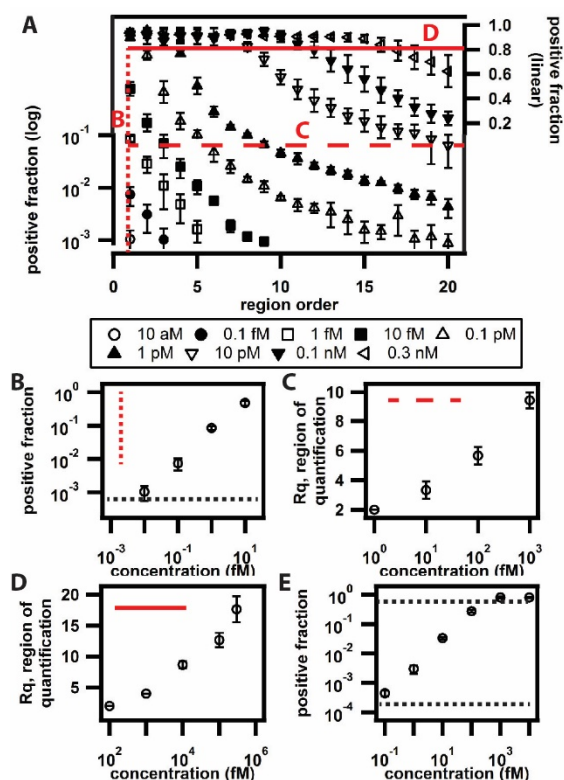 A
D
B
C
positive fraction (log)
10⁻¹
10⁻²
10⁻³
positive fraction
(linear)
1.0
0.8
0.6
0.4
0.2
0 5 10 15 20
region order
10 aM 0.1 fM 1 fM 10 fM 0.1 pM
1 pM 10 pM 0.1 nM 0.3 nM
B
positive fraction
10⁰
10⁻¹
10⁻²
10⁻³
10⁻³ 10⁻¹ 10¹
concentration (fM)
C
Rq, region of
quantification
10
8
6
4
2
10⁰ 10¹ 10² 10³
concentration (fM)
D
Rq, region of
quantification
20
15
10
5
10² 10⁴ 10⁶
concentration (fM)
E
positive fraction
10⁰
10⁻¹
10⁻²
10⁻³
10⁻⁴
10⁻¹ 10¹ 10³
concentration (fM)